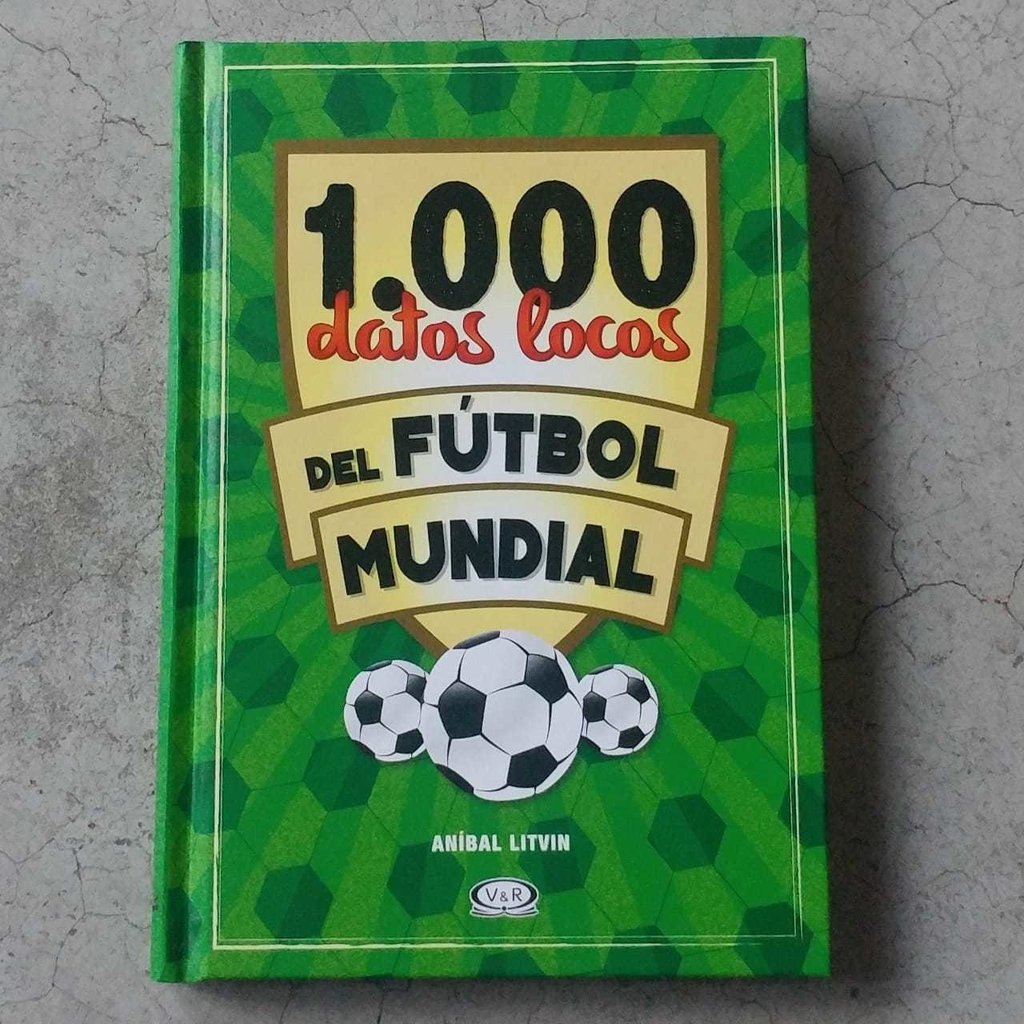 1.000
datos locos
DEL FÚTBOL
MUNDIAL
ANÍBAL LITVIN
V&R